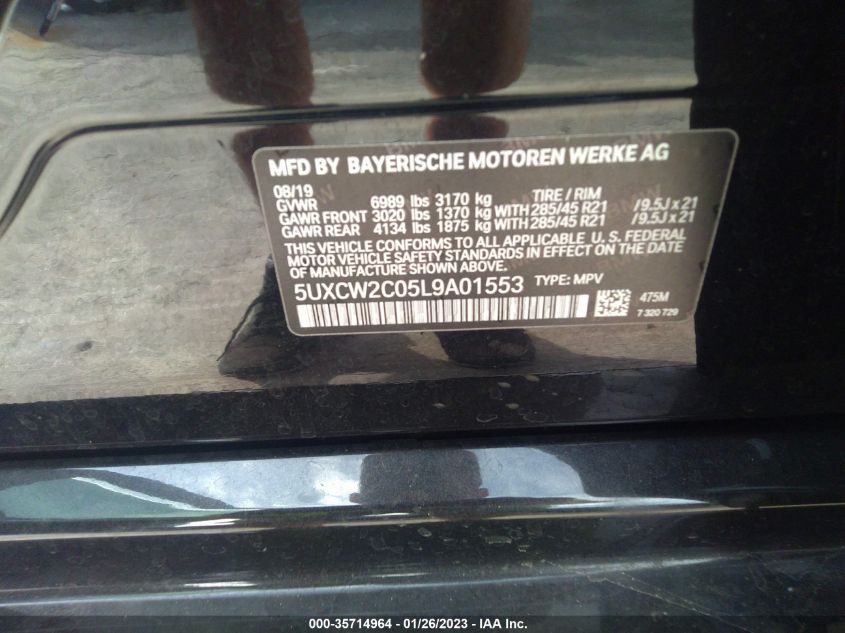 MFD BY BAYERISCHE MOTOREN WERKE AG
08/19 TIRE / RIM
GVWR 6989 lbs 3170 kg
GAWR FRONT 3020 lbs 1370 kg WITH 285/45 R21 /9.5J x 21
GAWR REAR 4134 lbs 1875 kg WITH 285/45 R21 /9.5J x 21
THIS VEHICLE CONFORMS TO ALL APPLICABLE U. S. FEDERAL
MOTOR VEHICLE SAFETY STANDARDS IN EFFECT ON THE DATE
OF MANUFACTURE SHOWN ABOVE.
5UXCW2C05L9A01553 TYPE: MPV
475M
7 320 729
000-35714964 / 01/26/2023 - IAA Inc.